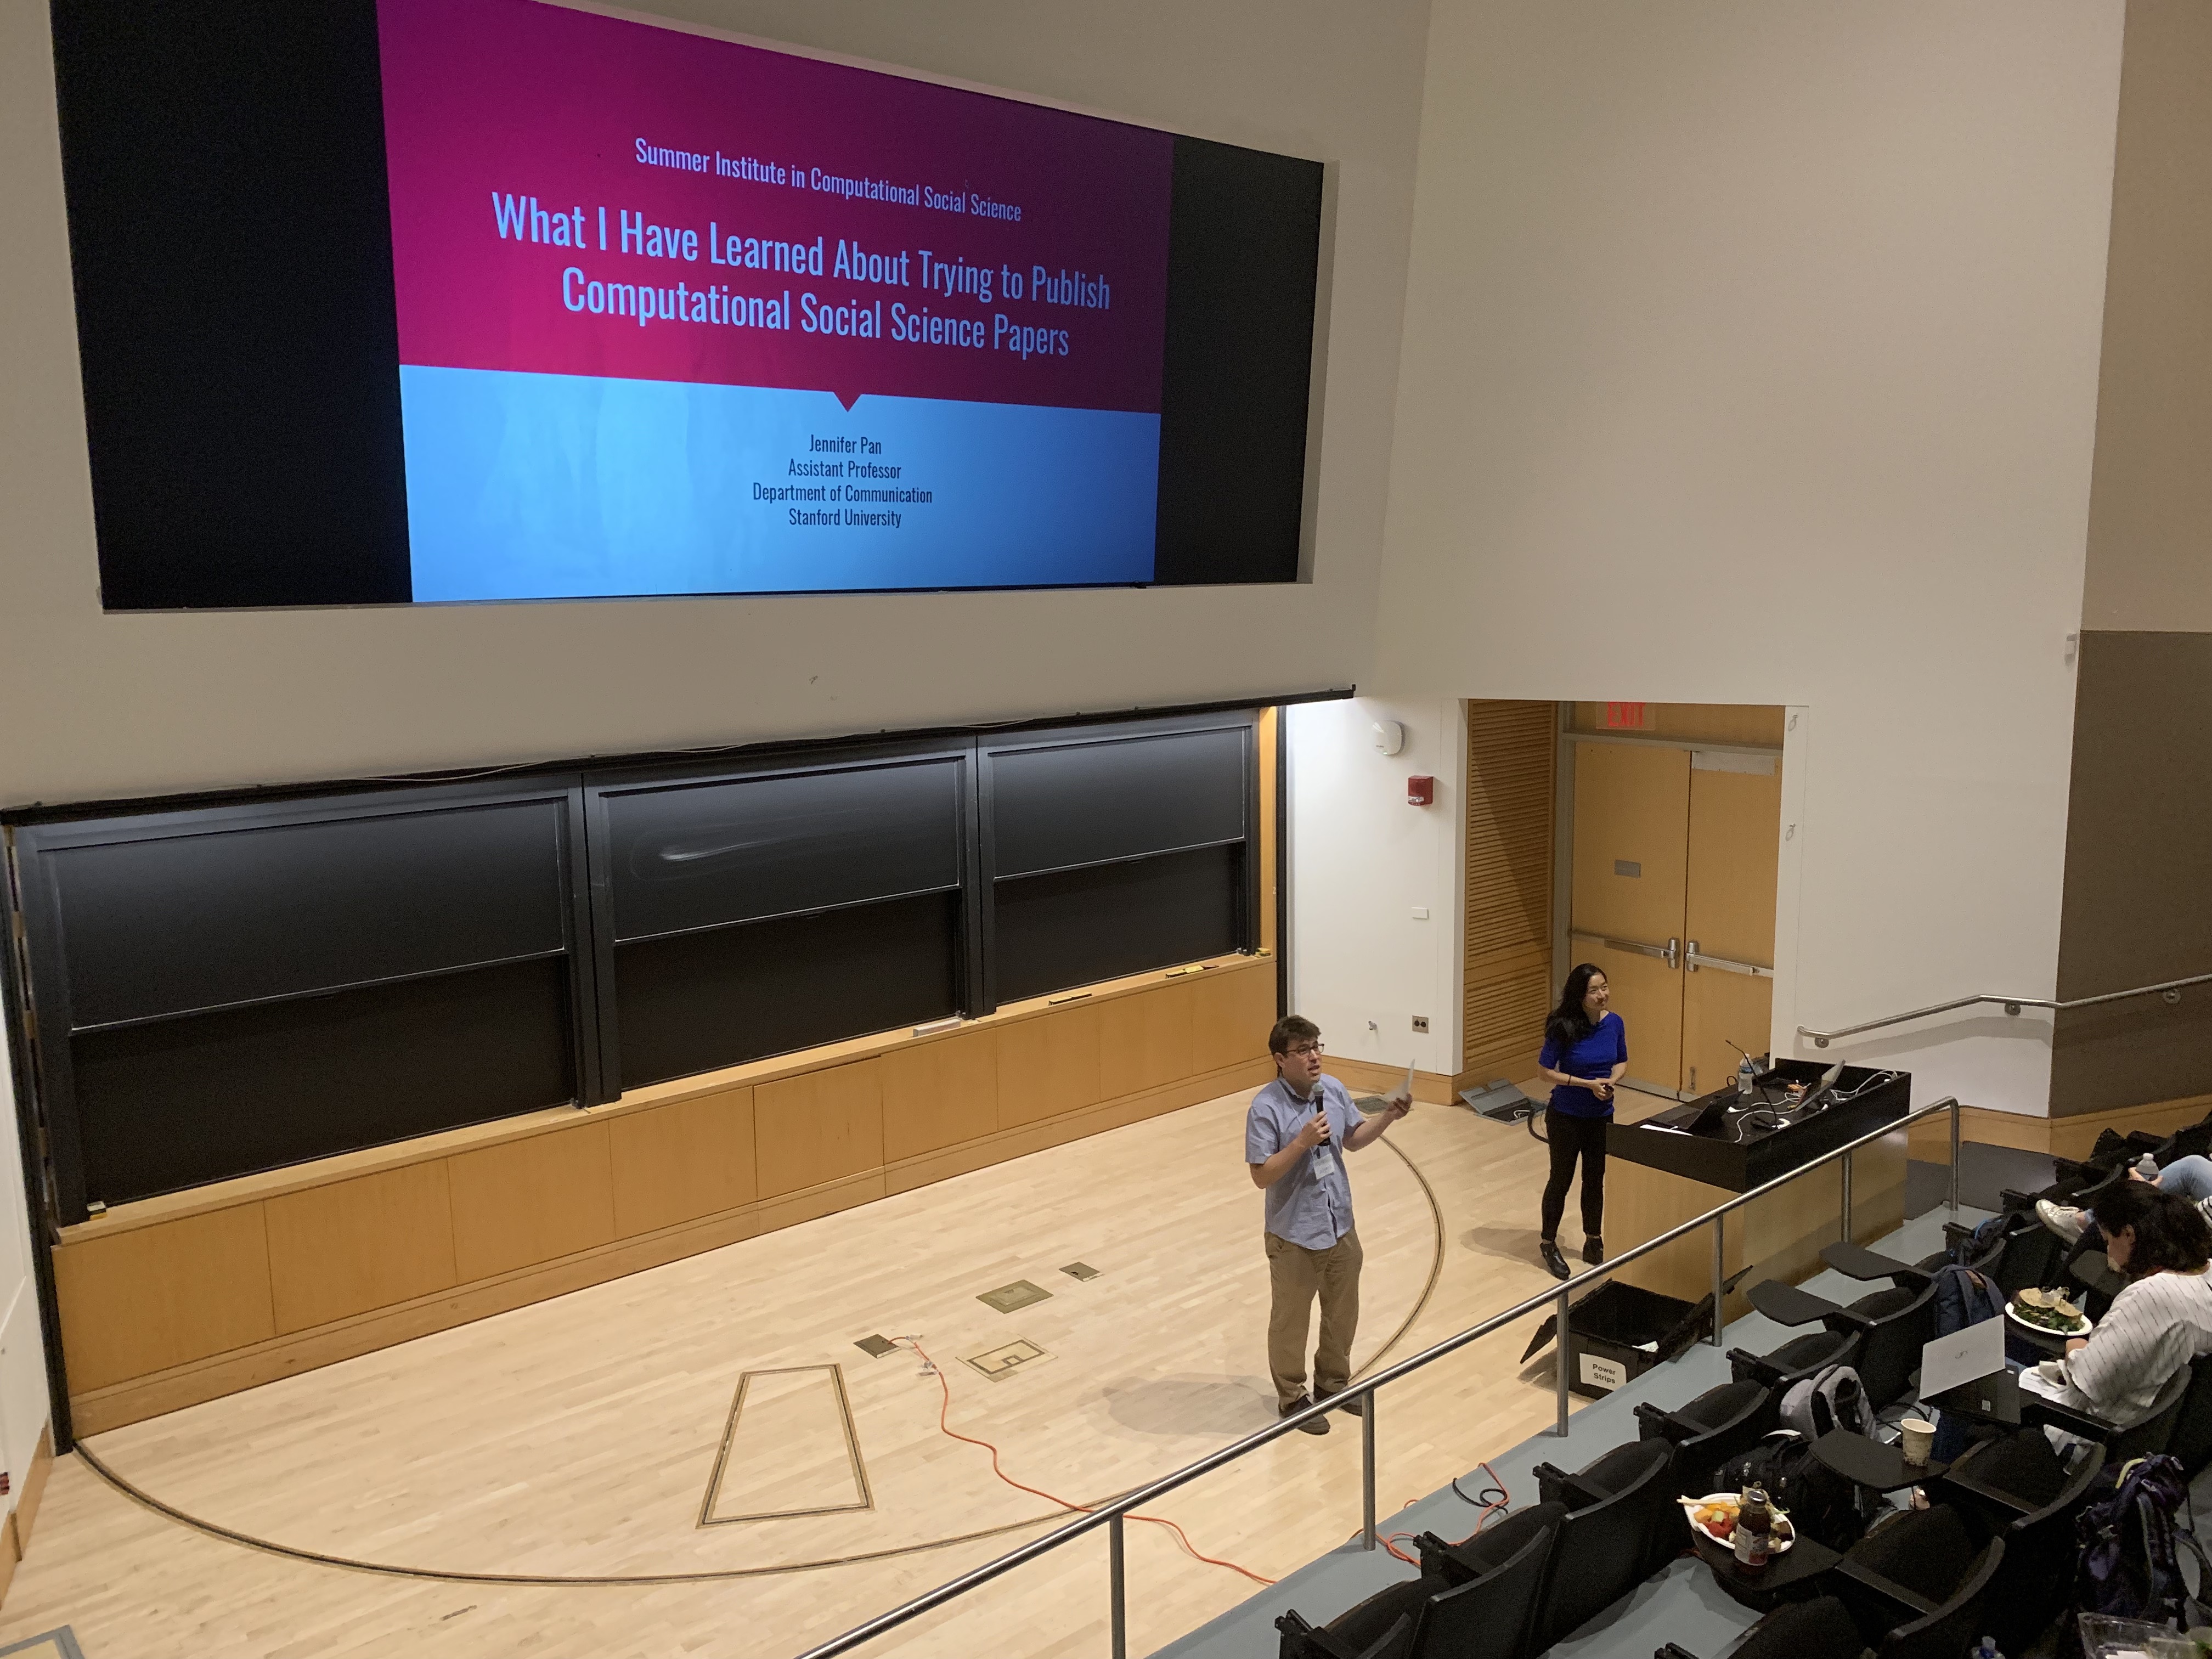 Summer Institute in Computational Social Science
What I Have Learned About Trying to Publish
Computational Social Science Papers
Jennifer Pan
Assistant Professor
Department of Communication
Stanford University
EXIT
Power
Strips